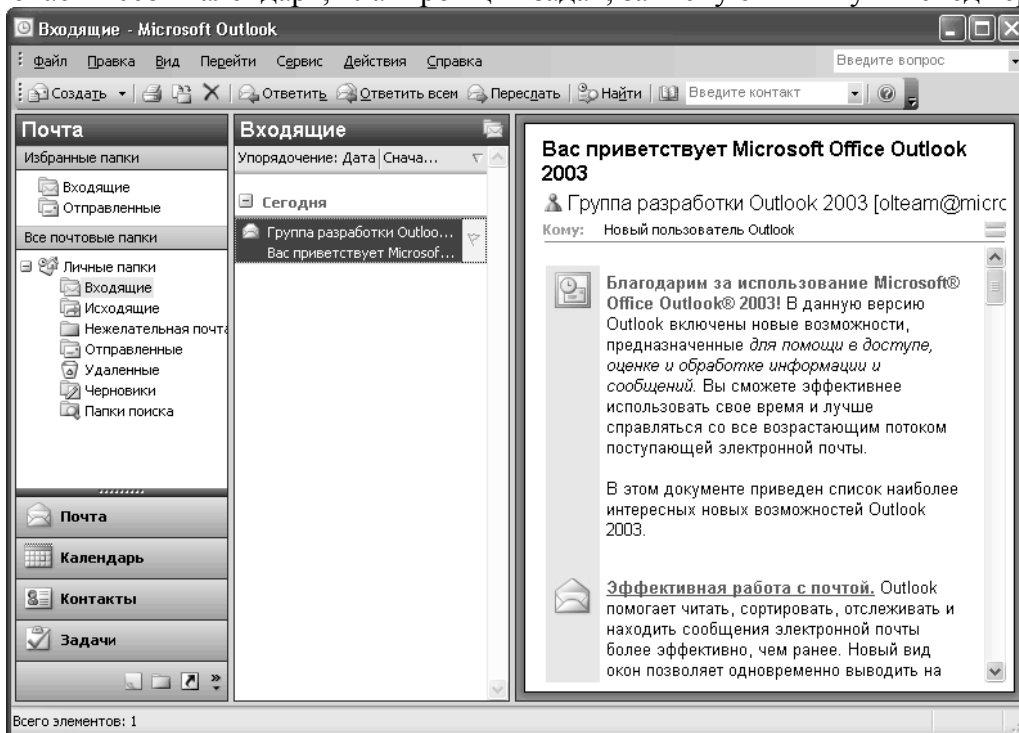 Входящие - Microsoft Outlook
Файл Правка Вид Перейти Сервис Действия Справка Введите вопрос
Создать Ответить Ответить всем Переслать Найти Введите контакт
Почта
Избранные папки
Входящие
Отправленные
Все почтовые папки
Личные папки
Входящие
Исходящие
Нежелательная почта
Отправленные
Удаленные
Черновики
Папки поиска
Почта
Календарь
Контакты
Задачи
Входящие
Упорядочение: Дата Снача...
Сегодня
Группа разработки Outloo...
Вас приветствует Microsof...
Вас приветствует Microsoft Office Outlook
2003
Группа разработки Outlook 2003 [olteam@micro
Кому: Новый пользователь Outlook
Благодарим за использование Microsoft®
Office Outlook® 2003! В данную версию
Outlook включены новые возможности,
предназначенные для помощи в доступе,
оценке и обработке информации и
сообщений. Вы сможете эффективнее
использовать свое время и лучше
справляться со все возрастающим потоком
поступающей электронной почты.
В этом документе приведен список наиболее
интересных новых возможностей Outlook
2003.
Эффективная работа с почтой. Outlook
помогает читать, сортировать, отслеживать и
находить сообщения электронной почты
более эффективно, чем ранее. Новый вид
окон позволяет одновременно выводить на
Всего элементов: 1